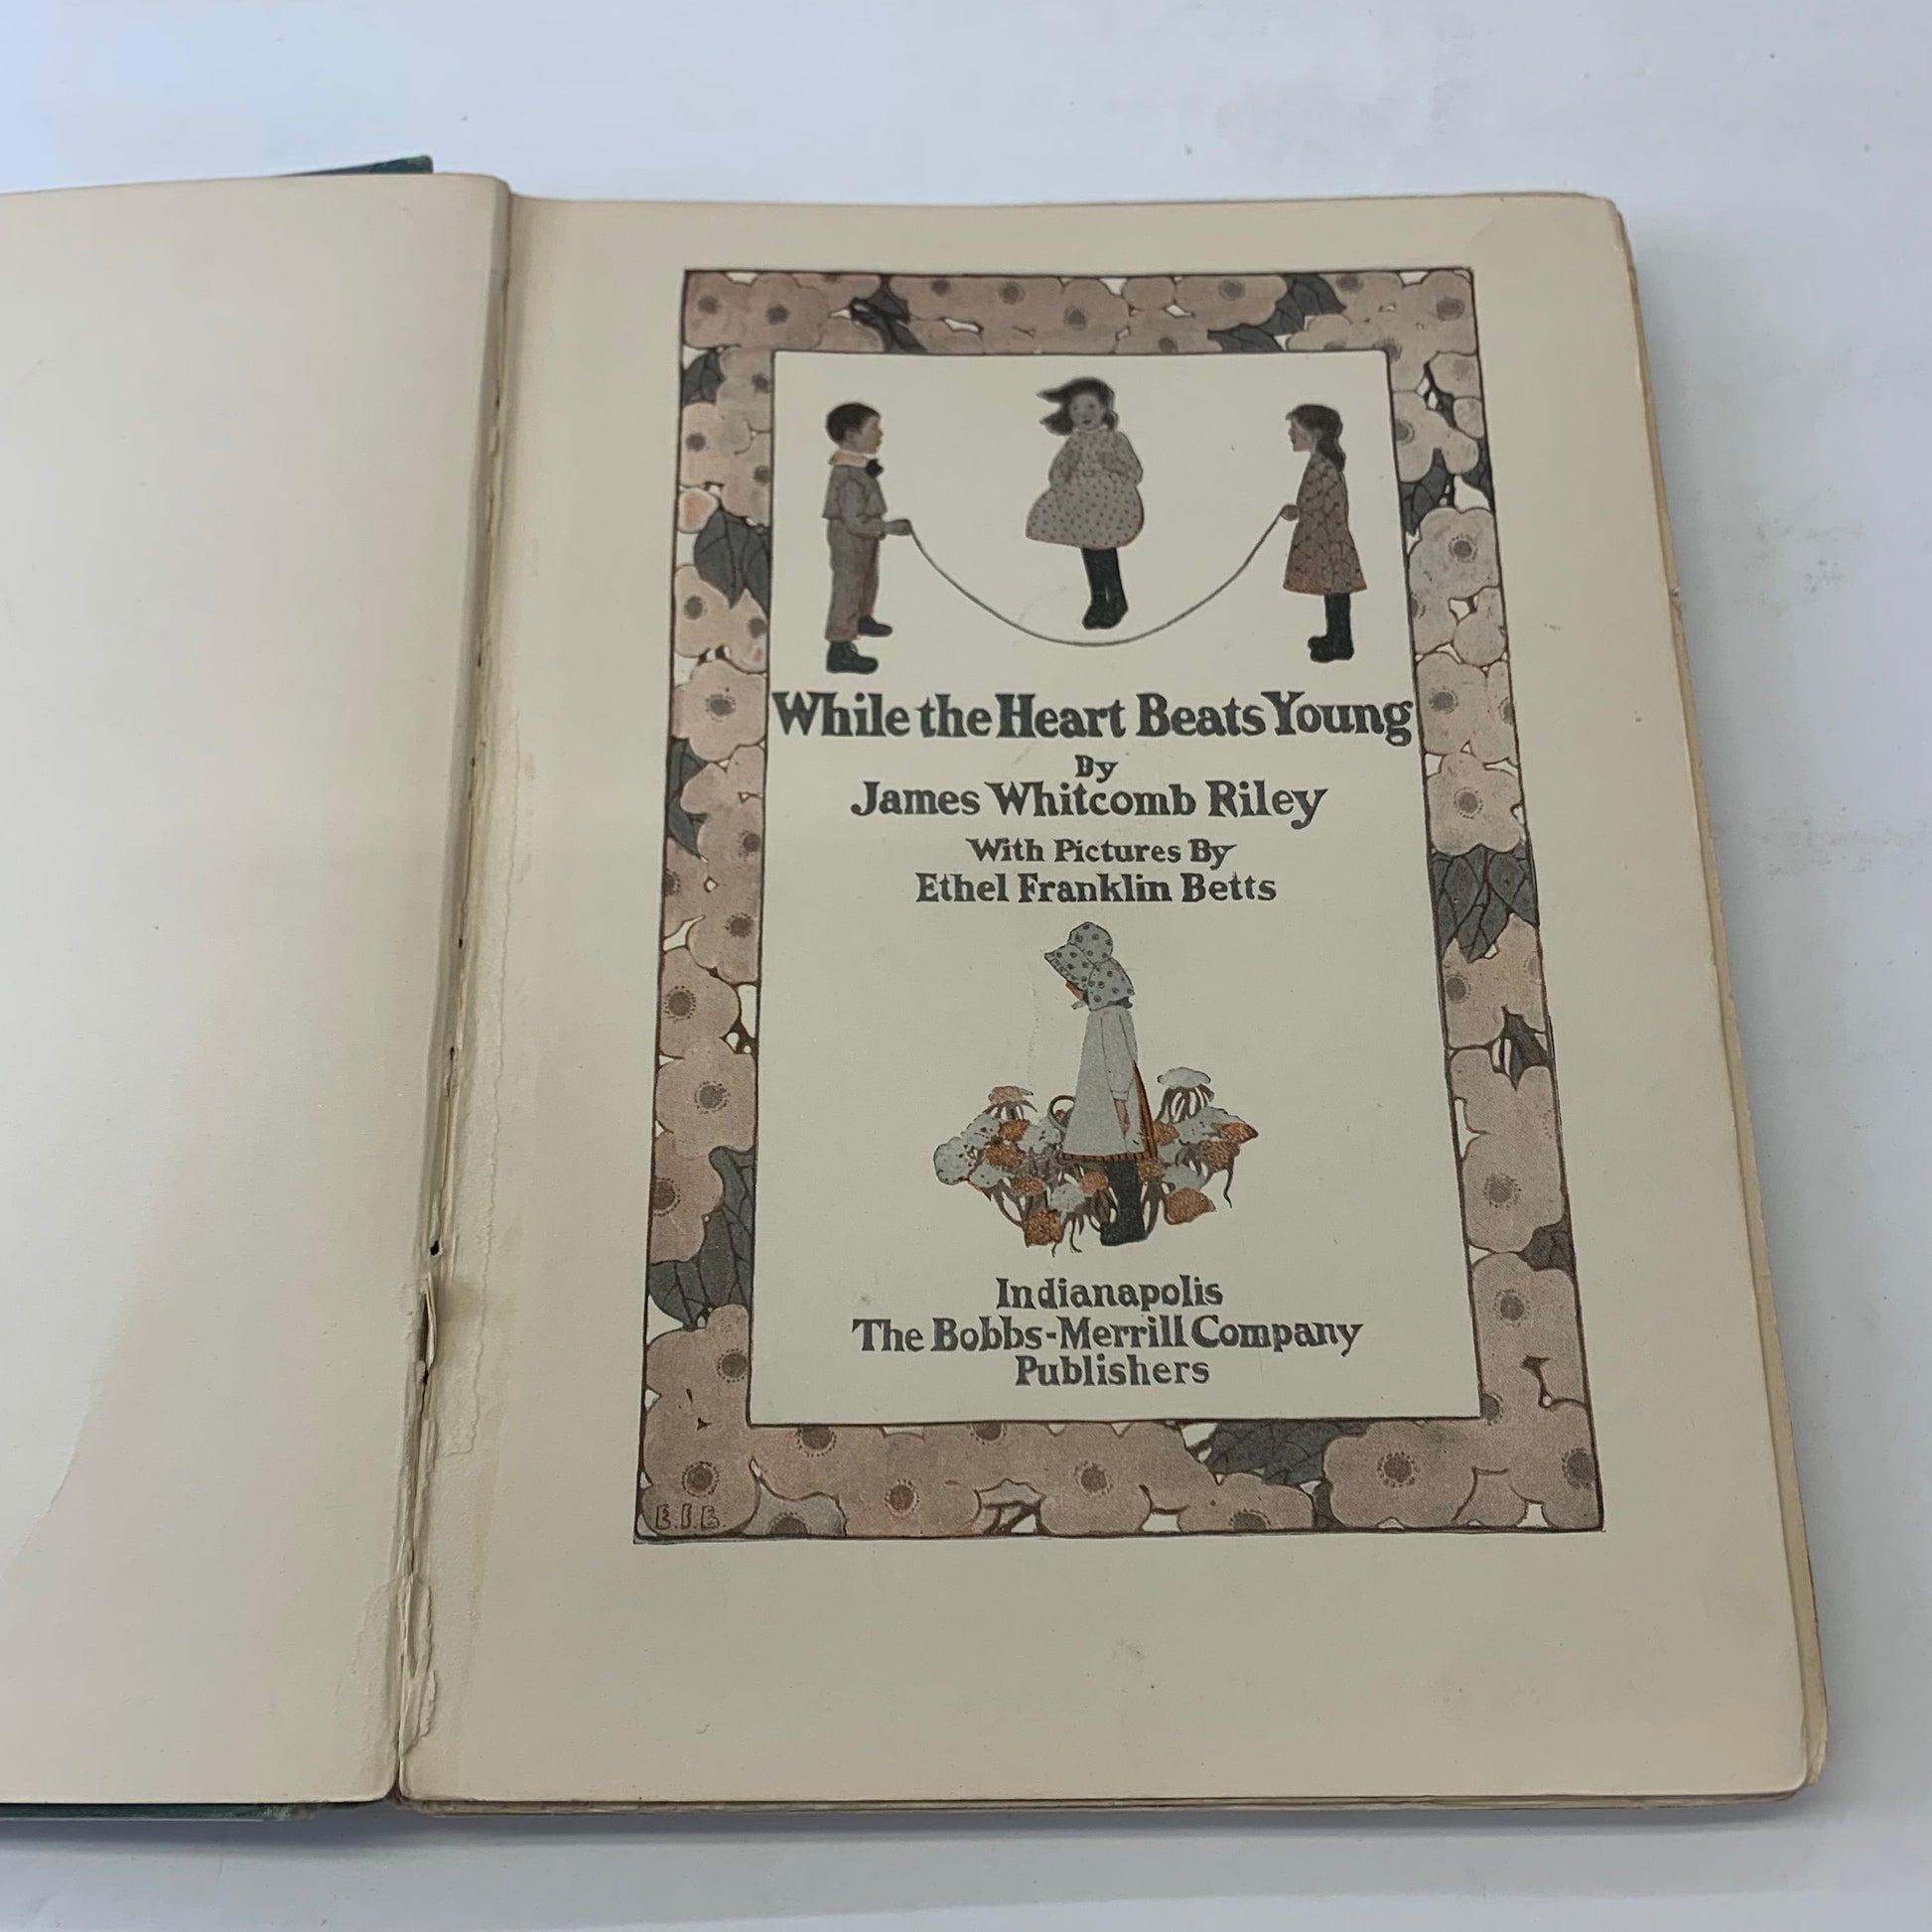 While the Heart Beats Young
By
James Whitcomb Riley
With Pictures By
Ethel Franklin Betts
Indianapolis
The Bobbs-Merrill Company
Publishers
E.F.B.